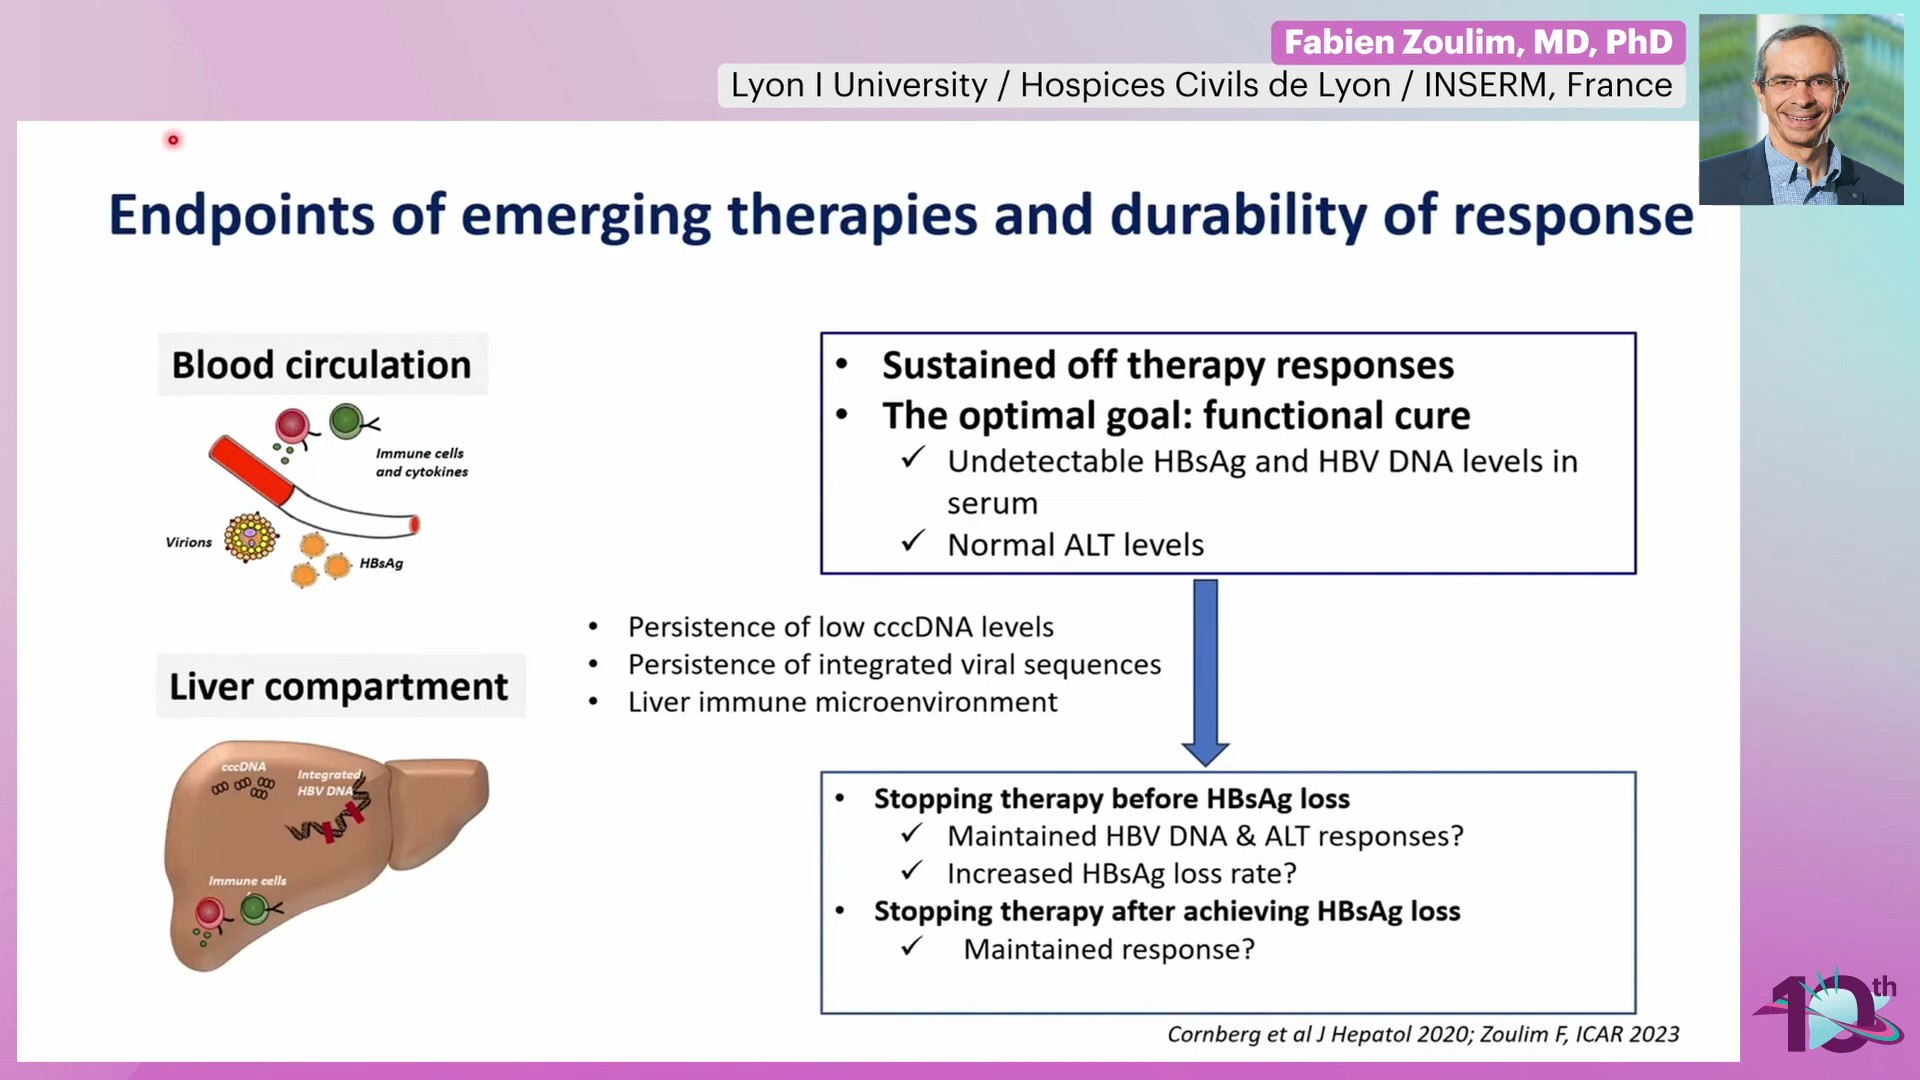 Fabien Zoulim, MD, PhD
Lyon I University / Hospices Civils de Lyon / INSERM, France
Endpoints of emerging therapies and durability of response
Blood circulation
Immune cells
and cytokines
Virions
HBsAg
• Sustained off therapy responses
• The optimal goal: functional cure
✓ Undetectable HBsAg and HBV DNA levels in
serum
✓ Normal ALT levels
• Persistence of low cccDNA levels
• Persistence of integrated viral sequences
• Liver immune microenvironment
Liver compartment
cccDNA
Integrated
HBV DNA
Immune cells
• Stopping therapy before HBsAg loss
✓ Maintained HBV DNA & ALT responses?
✓ Increased HBsAg loss rate?
• Stopping therapy after achieving HBsAg loss
✓ Maintained response?
Cornberg et al J Hepatol 2020; Zoulim F, ICAR 2023
10th